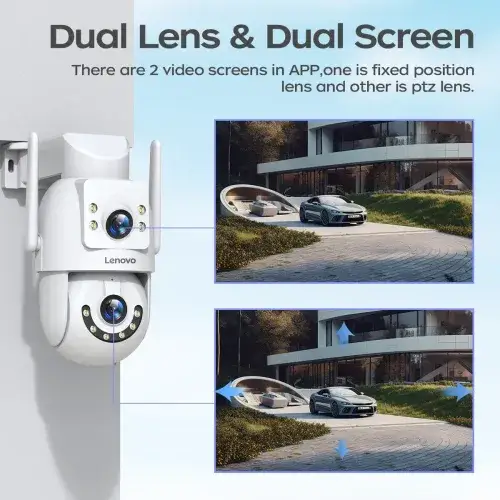 Dual Lens & Dual Screen
There are 2 video screens in APP,one is fixed position
lens and other is ptz lens.
Lenovo